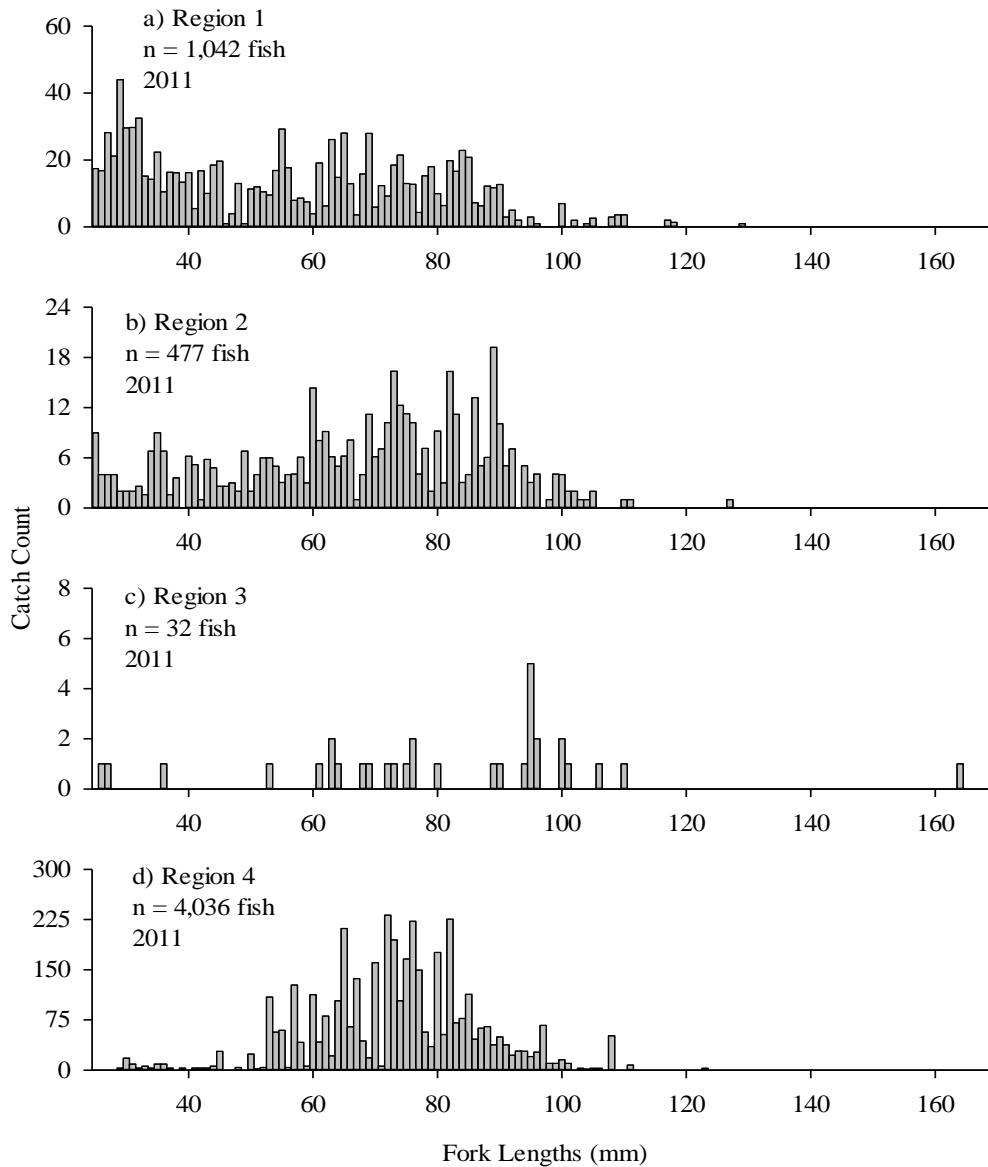 Catch Count
60
40
20
0
a) Region 1
n = 1,042 fish
2011
40 60 80 100 120 140 160
24
18
12
6
0
b) Region 2
n = 477 fish
2011
40 60 80 100 120 140 160
8
6
4
2
0
c) Region 3
n = 32 fish
2011
40 60 80 100 120 140 160
300
225
150
75
0
d) Region 4
n = 4,036 fish
2011
40 60 80 100 120 140 160
Fork Lengths (mm)